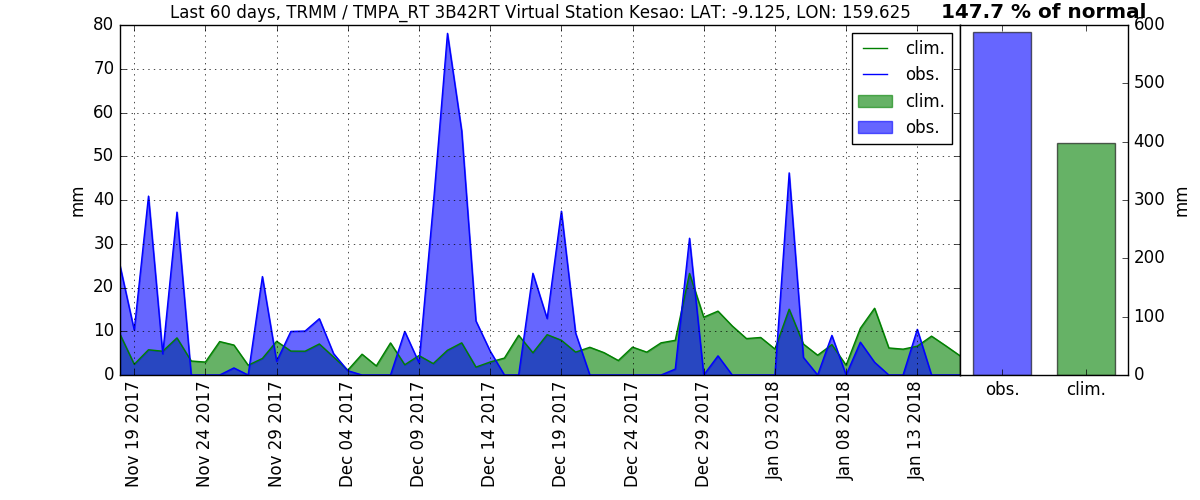 Last 60 days, TRMM / TMPA_RT 3B42RT Virtual Station Kesao: LAT: -9.125, LON: 159.625
147.7 % of normal
80
70
60
50
40
30
20
10
0
mm
clim.
obs.
clim.
obs.
600
500
400
300
200
100
0
mm
Nov 19 2017
Nov 24 2017
Nov 29 2017
Dec 04 2017
Dec 09 2017
Dec 14 2017
Dec 19 2017
Dec 24 2017
Dec 29 2017
Jan 03 2018
Jan 08 2018
Jan 13 2018
obs.
clim.